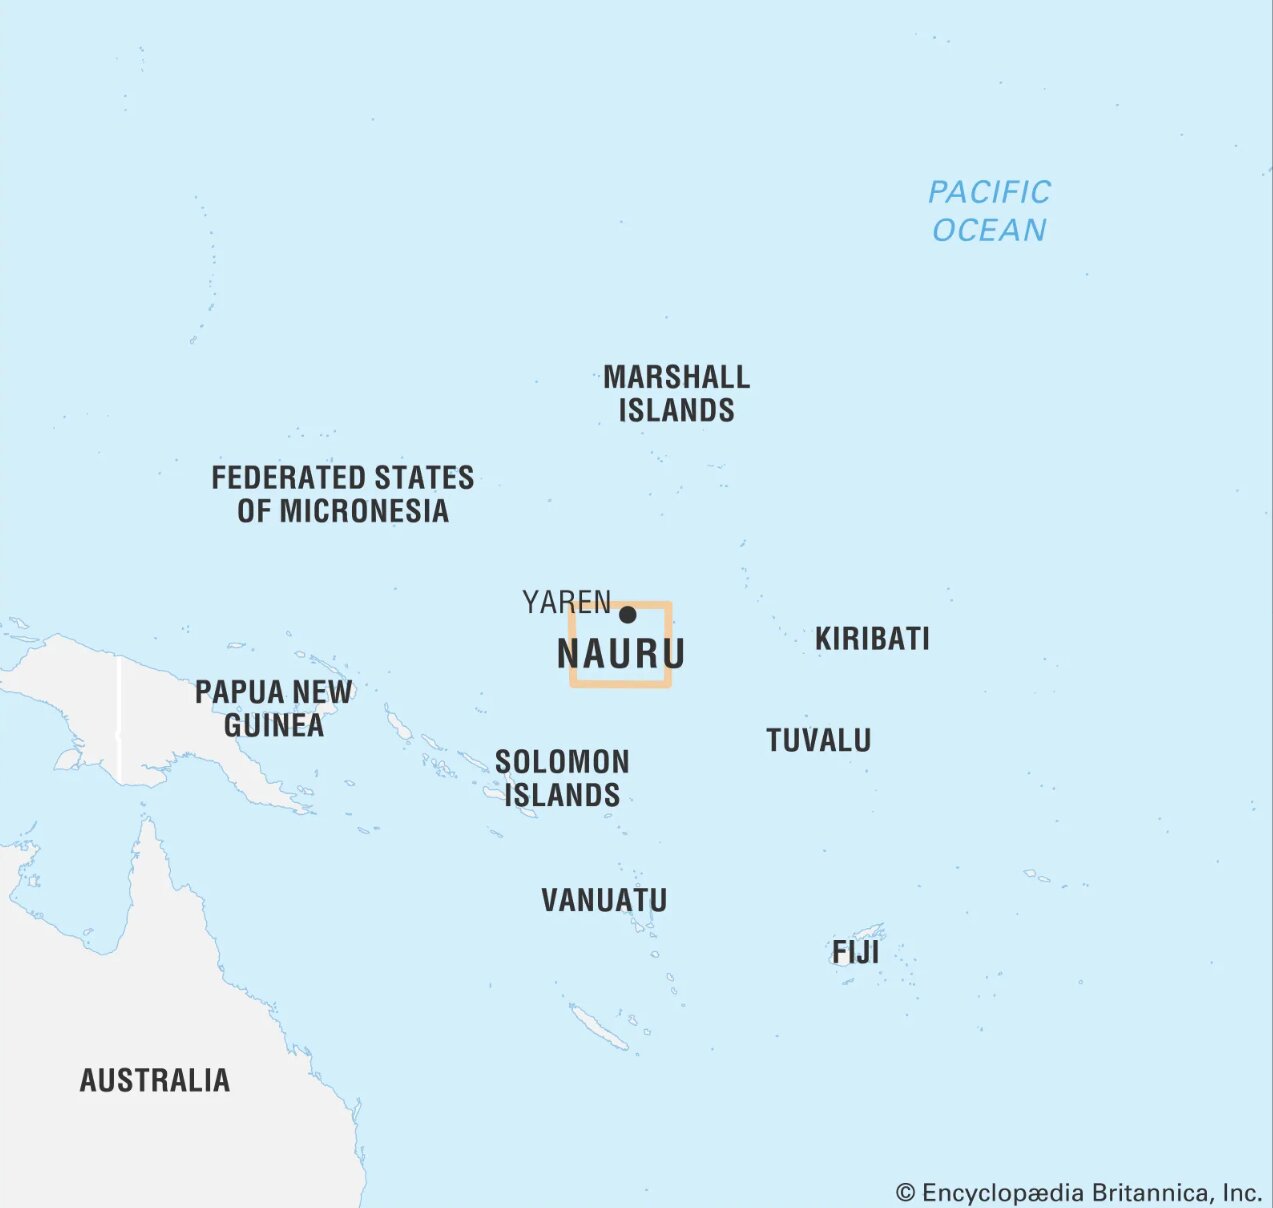 PACIFIC
OCEAN
MARSHALL
ISLANDS
FEDERATED STATES
OF MICRONESIA
YAREN
NAURU
KIRIBATI
PAPUA NEW
GUINEA
TUVALU
SOLOMON
ISLANDS
VANUATU
FIJI
AUSTRALIA
© Encyclopædia Britannica, Inc.